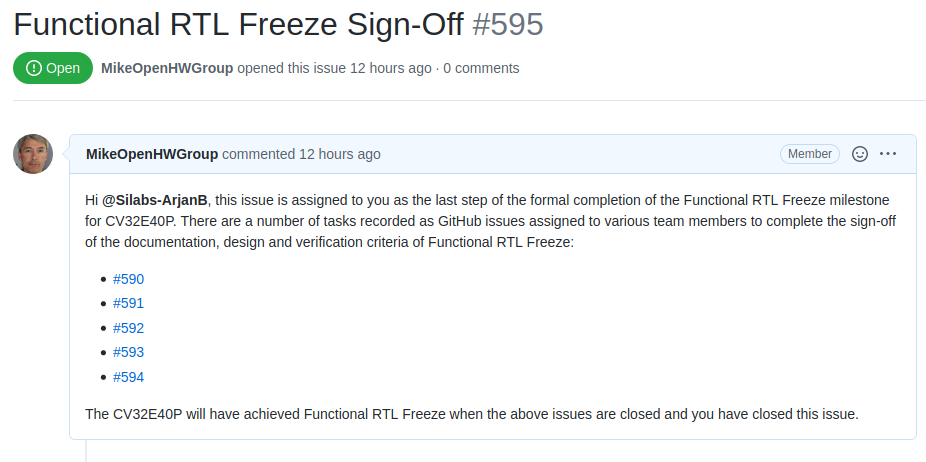 Functional RTL Freeze Sign-Off #595
Open MikeOpenHWGroup opened this issue 12 hours ago · 0 comments
MikeOpenHWGroup commented 12 hours ago Member
Hi @Silabs-ArjanB, this issue is assigned to you as the last step of the formal completion of the Functional RTL Freeze milestone
for CV32E40P. There are a number of tasks recorded as GitHub issues assigned to various team members to complete the sign-off
of the documentation, design and verification criteria of Functional RTL Freeze:
• #590
• #591
• #592
• #593
• #594
The CV32E40P will have achieved Functional RTL Freeze when the above issues are closed and you have closed this issue.